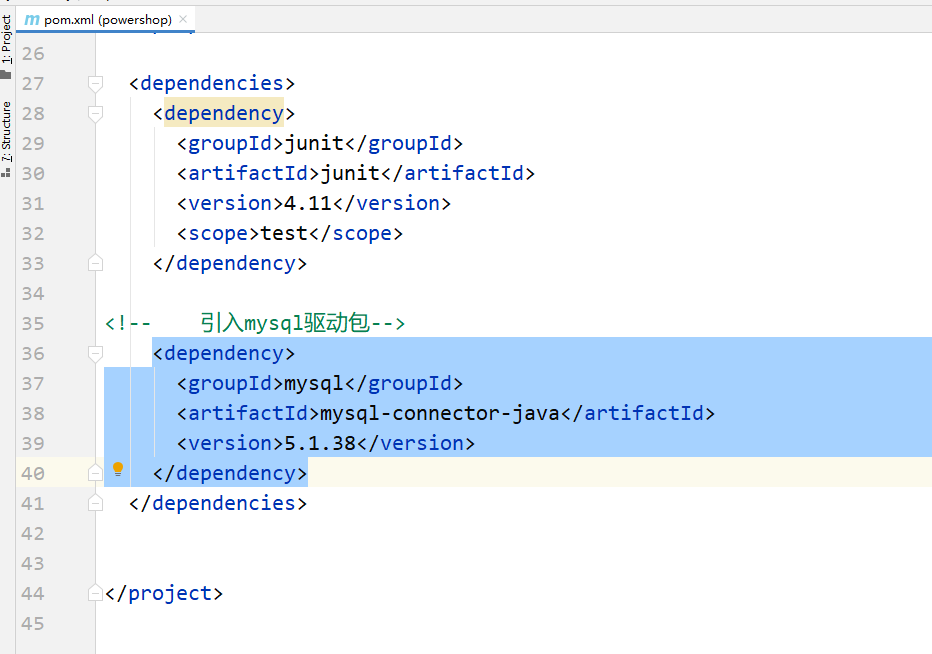 pom.xml (powershop)
1: Project
7: Structure
26
27 <dependencies>
28 <dependency>
29 <groupId>junit</groupId>
30 <artifactId>junit</artifactId>
31 <version>4.11</version>
32 <scope>test</scope>
33 </dependency>
34
35 <!-- 引入mysql驱动包-->
36 <dependency>
37 <groupId>mysql</groupId>
38 <artifactId>mysql-connector-java</artifactId>
39 <version>5.1.38</version>
40 </dependency>
41 </dependencies>
42
43
44 </project>
45